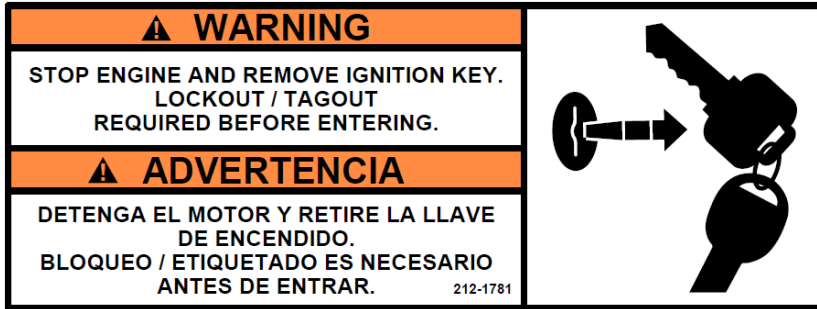 WARNING
STOP ENGINE AND REMOVE IGNITION KEY.
LOCKOUT / TAGOUT
REQUIRED BEFORE ENTERING.
ADVERTENCIA
DETENGA EL MOTOR Y RETIRE LA LLAVE
DE ENCENDIDO.
BLOQUEO / ETIQUETADO ES NECESARIO
ANTES DE ENTRAR. 212-1781